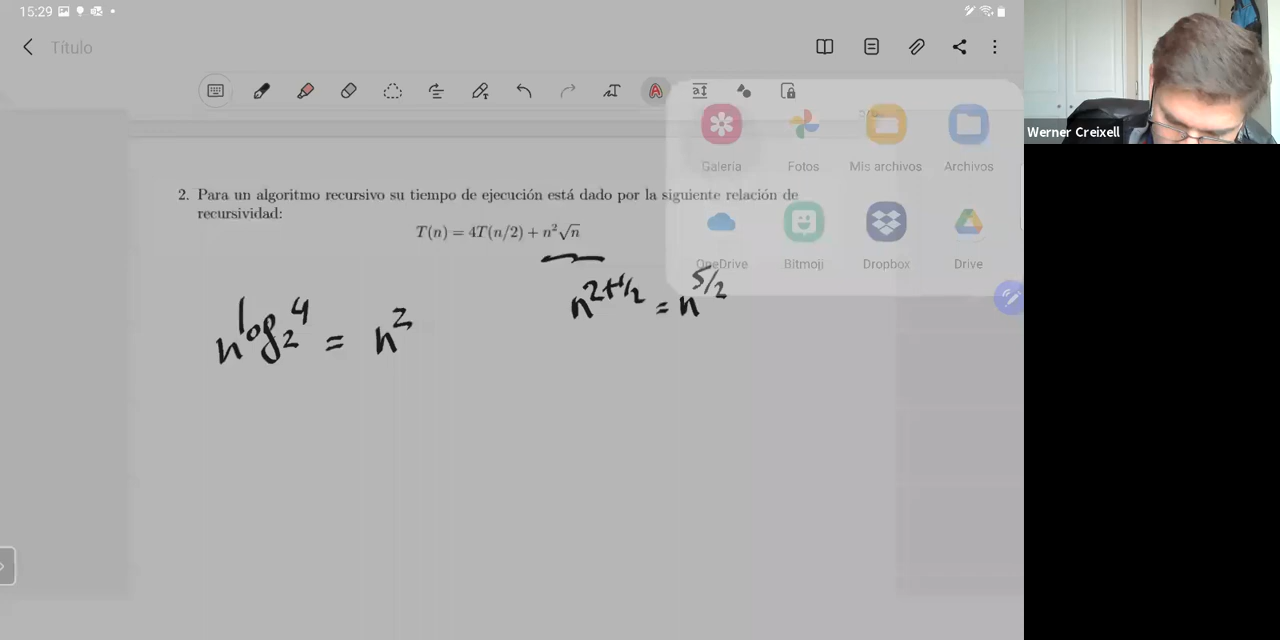 15:29
Título
Galería Fotos Mis archivos Archivos
OneDrive Bitmoji Dropbox Drive
Werner Creixell
2. Para un algoritmo recursivo su tiempo de ejecución está dado por la siguiente relación de
recursividad:
T(n) = 4T(n/2) + n²√n
n^{2+1/2} = n^{5/2}
n^{log₂4} = n²